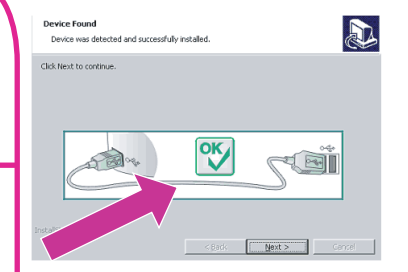 Device Found
Device was detected and successfully installed.
Click Next to continue.
OK
< Back
Next >
Cancel